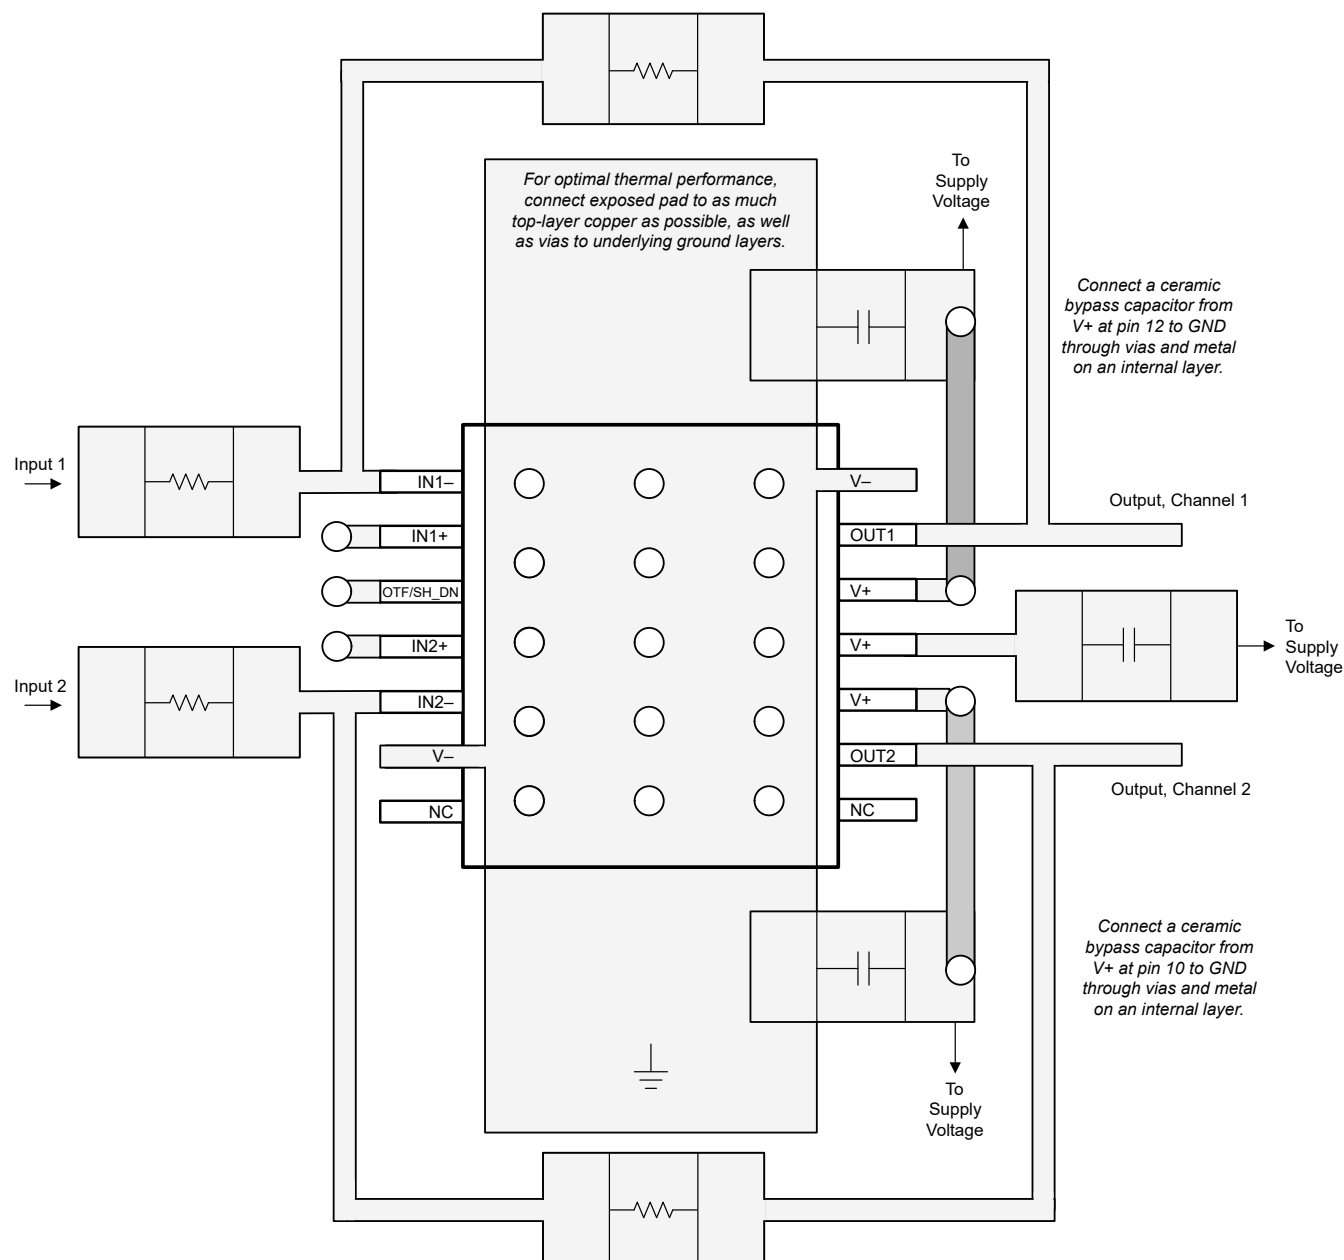 For optimal thermal performance,
connect exposed pad to as much
top-layer copper as possible, as well
as vias to underlying ground layers.
To
Supply
Voltage
Connect a ceramic
bypass capacitor from
V+ at pin 12 to GND
through vias and metal
on an internal layer.
Input 1
IN1–
IN1+
OTF/SH_DN
IN2+
Input 2
IN2–
V–
NC
V–
OUT1
V+
V+
V+
OUT2
NC
Output, Channel 1
To
Supply
Voltage
Output, Channel 2
Connect a ceramic
bypass capacitor from
V+ at pin 10 to GND
through vias and metal
on an internal layer.
To
Supply
Voltage